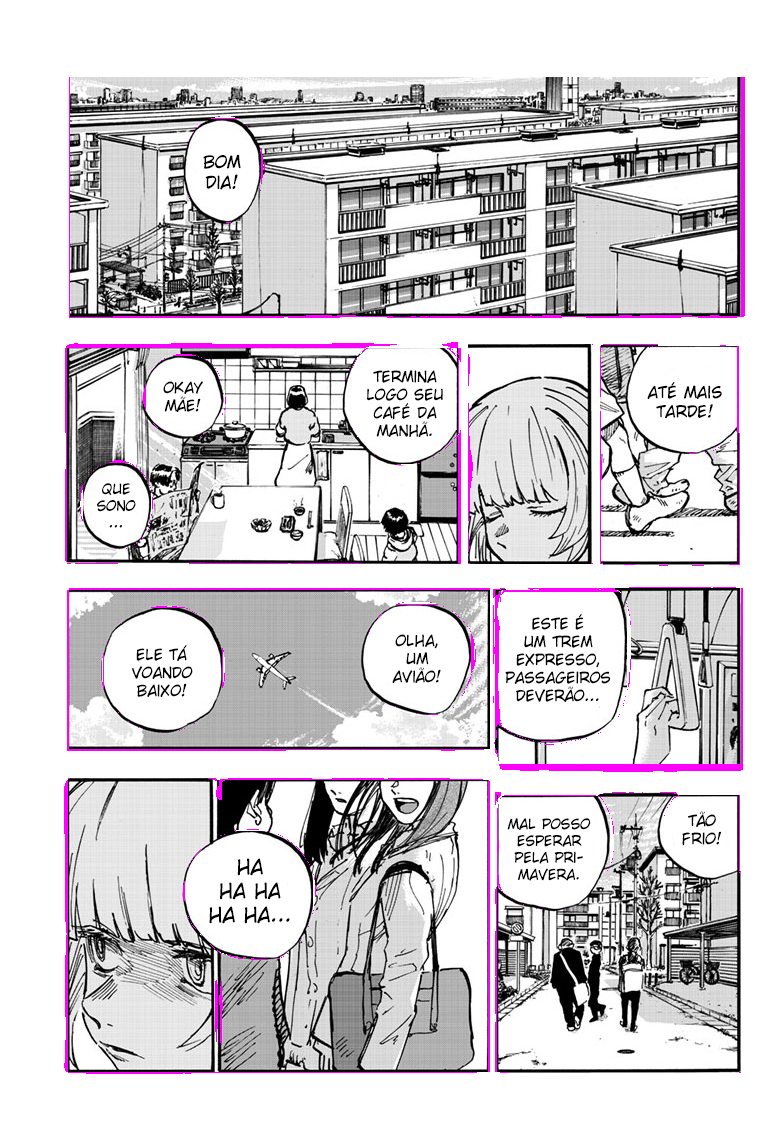 BOM
DIA!
ATÉ MAIS
TARDE!
TERMINA
LOGO SEU
CAFÉ DA
MANHÃ.
OKAY
MÃE!
QUE
SONO
...
ESTE É
UM TREM
EXPRESSO,
PASSAGEIROS
DEVERÃO...
OLHA,
UM
AVIÃO!
ELE TÁ
VOANDO
BAIXO!
TÃO
FRIO!
MAL POSSO
ESPERAR
PELA PRI-
MAVERA.
HA
HA HA
HA HA...